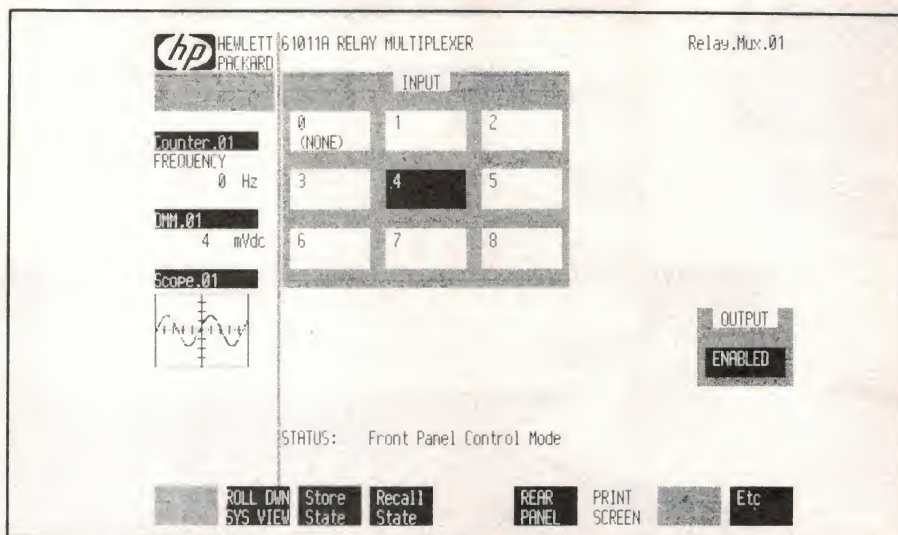 hp HEWLETT PACKARD
61011A RELAY MULTIPLEXER
Relay.Mux.01
INPUT
0 (NONE)
1
2
3
4
5
6
7
8
Counter.01
FREQUENCY
0 Hz
DMM.01
4 mVdc
Scope.01
OUTPUT
ENABLED
STATUS: Front Panel Control Mode
ROLL DWN SYS VIEW
Store State
Recall State
REAR PANEL
PRINT SCREEN
Etc